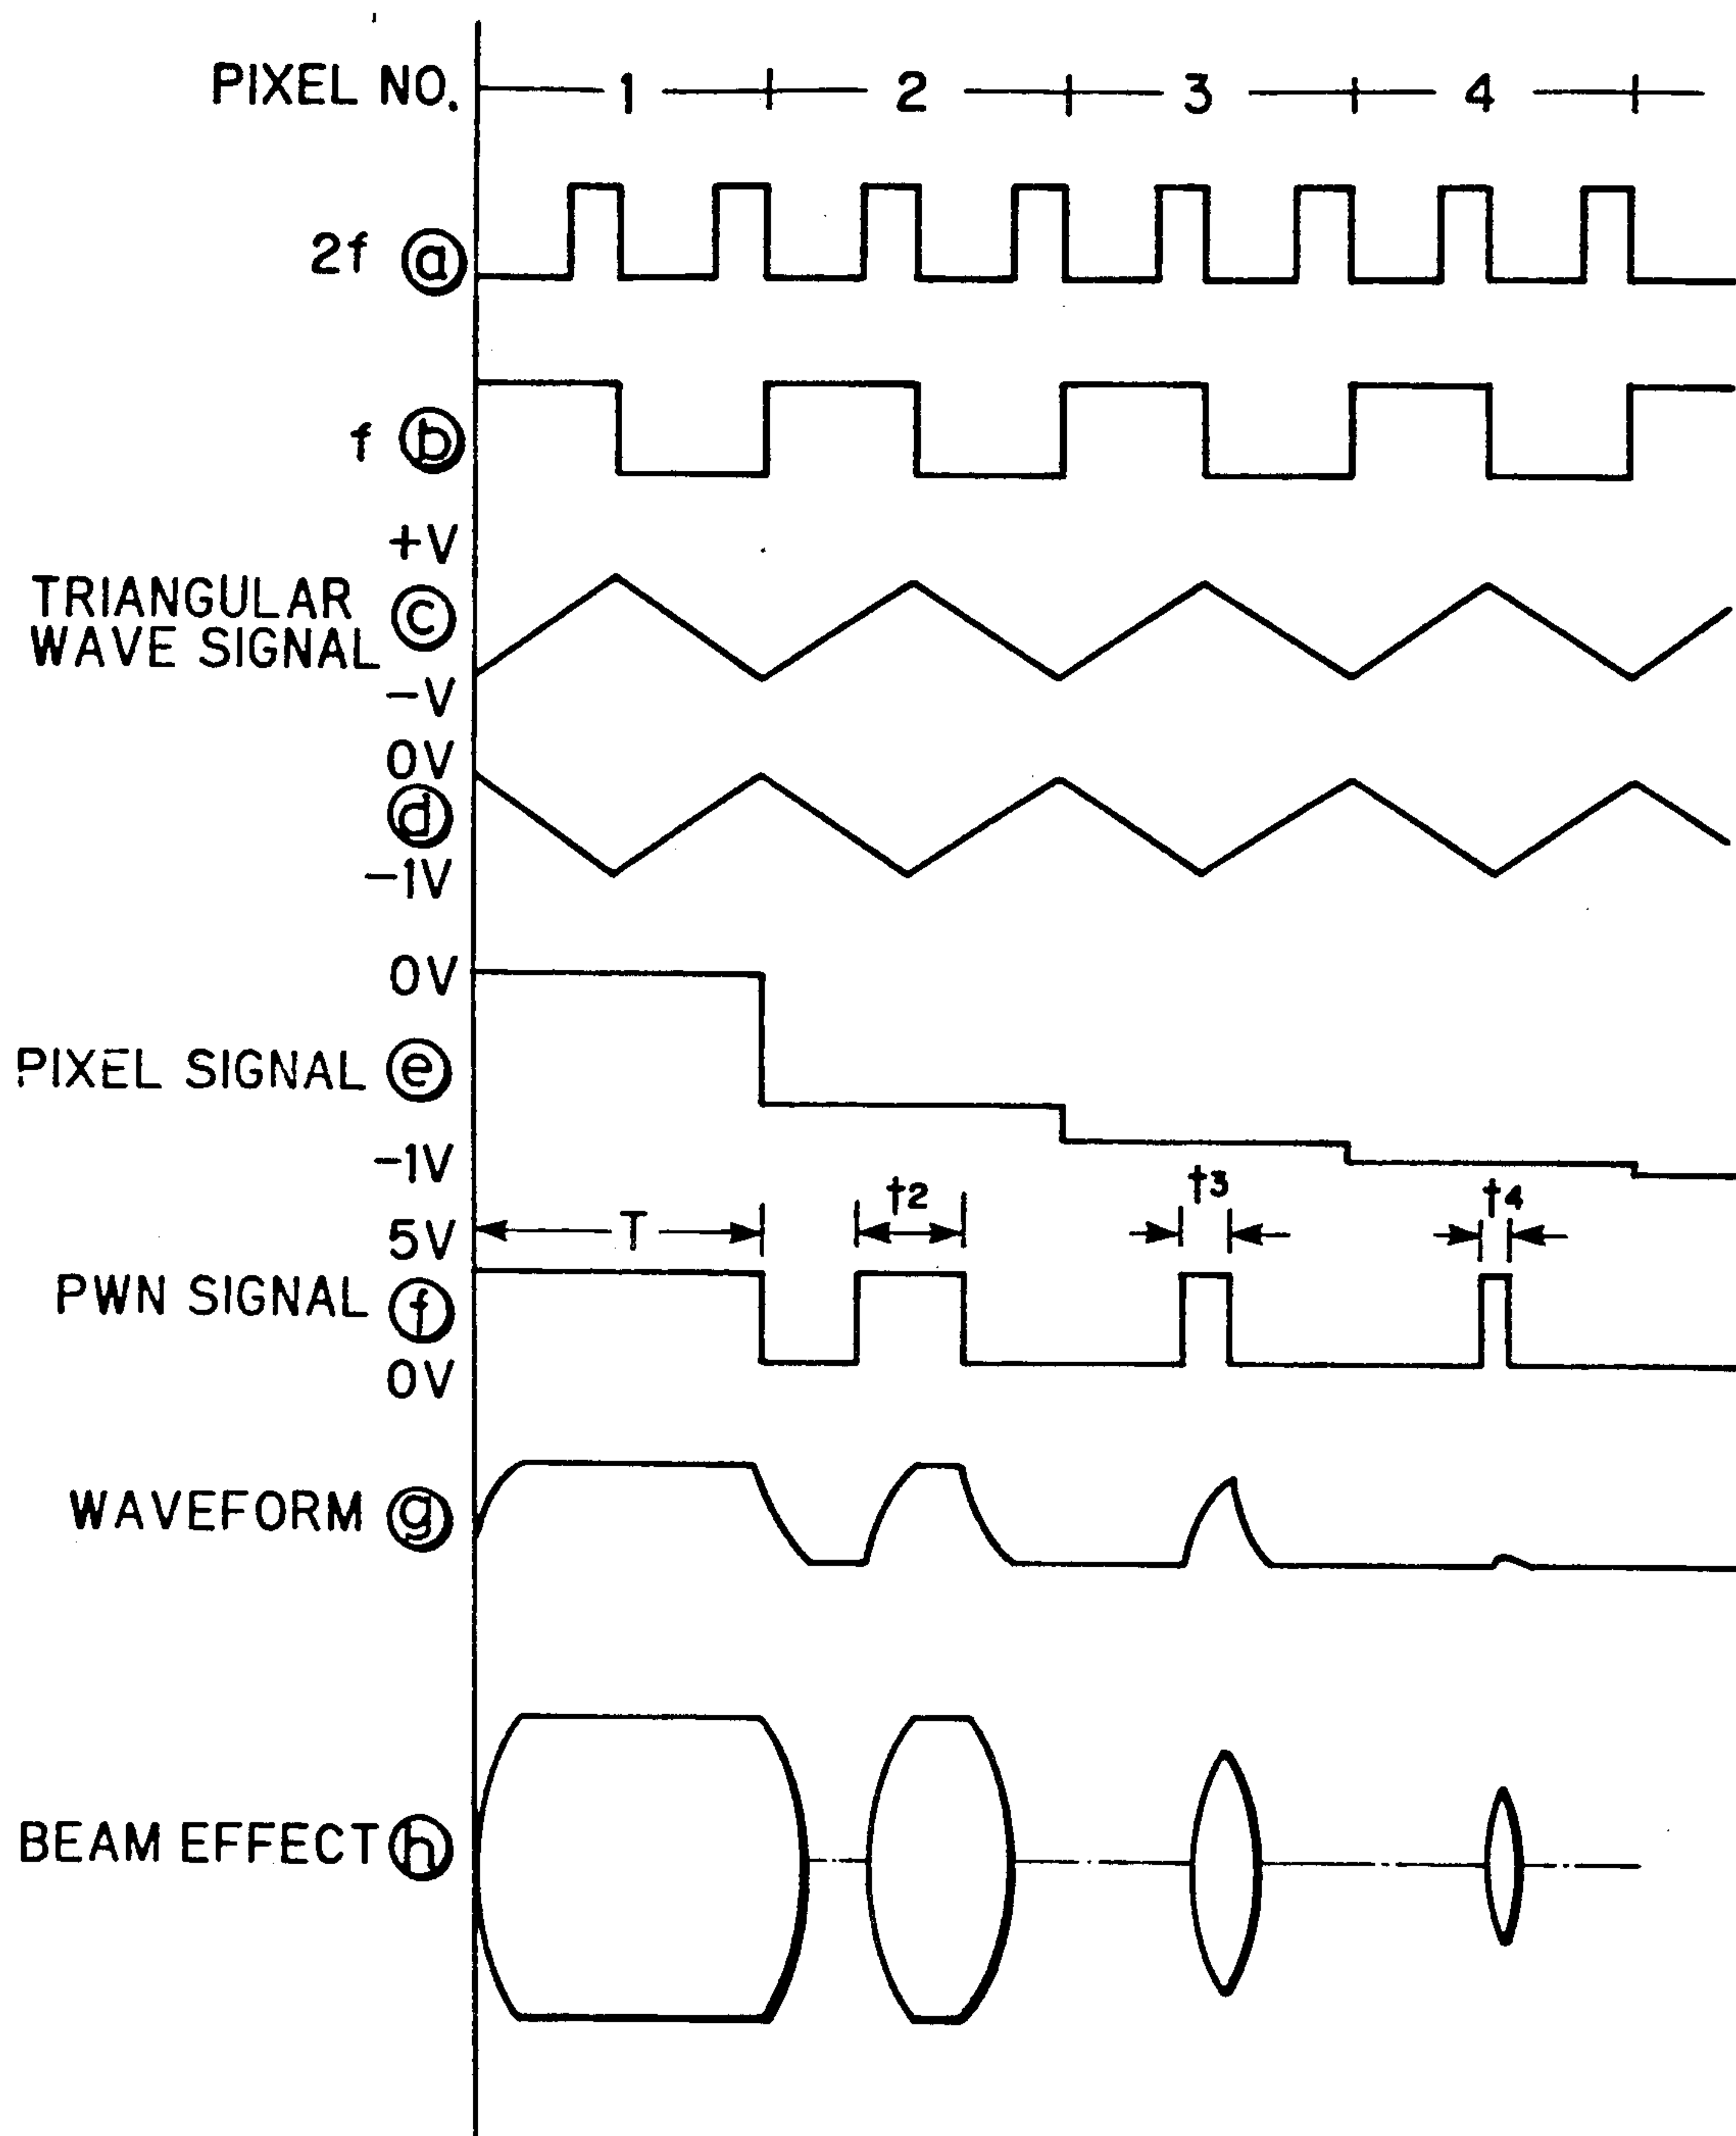 PIXEL NO. 1 2 3 4
2f ⓐ
f ⓑ
+V
TRIANGULAR
WAVE SIGNAL ⓒ
-V
0V
ⓓ
-1V
0V
PIXEL SIGNAL ⓔ
-1V
5V T t2 t3 t4
PWN SIGNAL ⓕ
0V
WAVEFORM ⓖ
BEAM EFFECT ⓗ